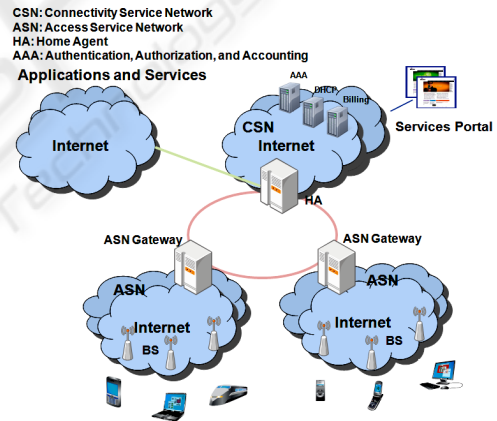 CSN: Connectivity Service Network
ASN: Access Service Network
HA: Home Agent
AAA: Authentication, Authorization, and Accounting
Applications and Services
AAA
DHCP
Billing
CSN
Internet
Internet
Services Portal
HA
ASN Gateway
ASN Gateway
ASN
ASN
Internet
Internet
BS
BS